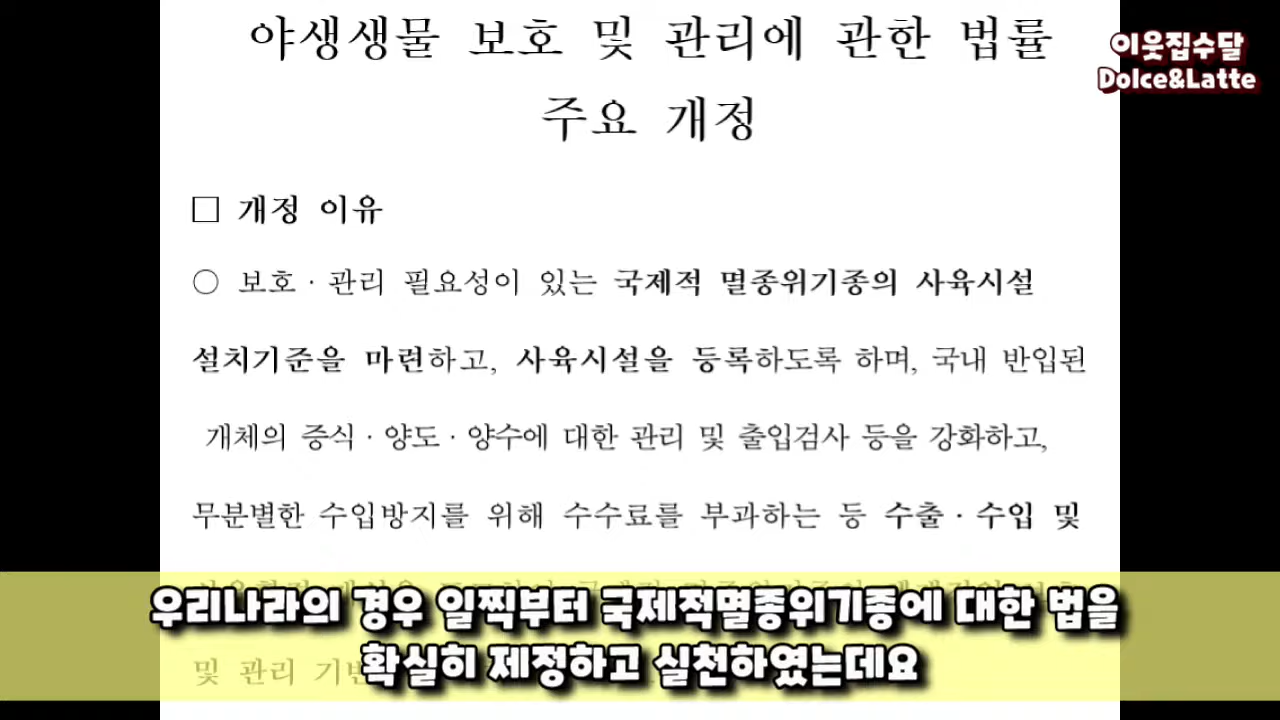 야생생물 보호 및 관리에 관한 법률
주요 개정
이웃집수달
Dolce&Latte
□ 개정 이유
○ 보호·관리 필요성이 있는 국제적 멸종위기종의 사육시설
설치기준을 마련하고, 사육시설을 등록하도록 하며, 국내 반입된
개체의 증식·양도·양수에 대한 관리 및 출입검사 등을 강화하고,
무분별한 수입방지를 위해 수수료를 부과하는 등 수출·수입 및
우리나라의 경우 일찍부터 국제적멸종위기종에 대한 법을
확실히 제정하고 실천하였는데요
및 관리